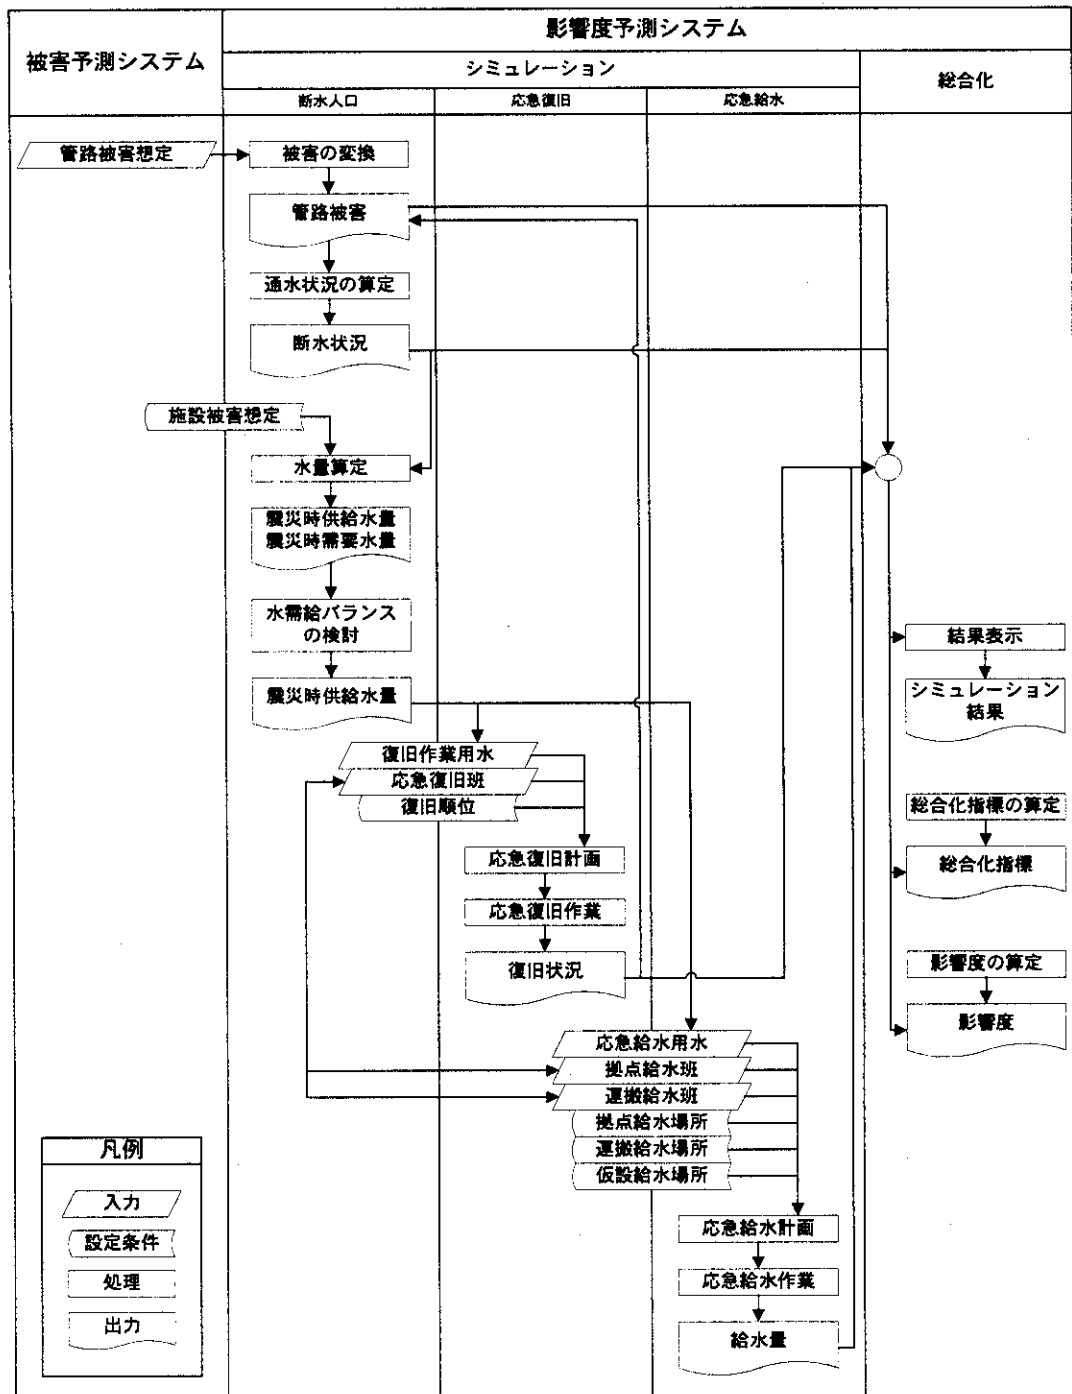 被害予測システム
影響度予測システム
シミュレーション
総合化
断水人口
応急復旧
応急給水
管路被害想定
被害の変換
管路被害
通水状況の算定
断水状況
施設被害想定
水量算定
震災時供給水量
震災時需要水量
水需給バランス
の検討
震災時供給水量
結果表示
シミュレーション
結果
復旧作業用水
応急復旧班
復旧順位
総合化指標の算定
総合化指標
応急復旧計画
応急復旧作業
復旧状況
影響度の算定
影響度
応急給水用水
拠点給水班
運搬給水班
拠点給水場所
運搬給水場所
仮設給水場所
応急給水計画
応急給水作業
給水量
凡例
入力
設定条件
処理
出力